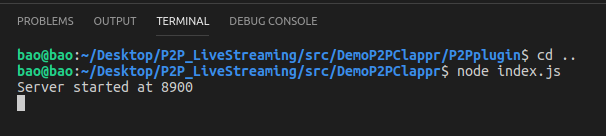 PROBLEMS OUTPUT TERMINAL DEBUG CONSOLE
bao@bao:~/Desktop/P2P_LiveStreaming/src/DemoP2PClappr/P2Pplugin$ cd ..
bao@bao:~/Desktop/P2P_LiveStreaming/src/DemoP2PClappr$ node index.js
Server started at 8900